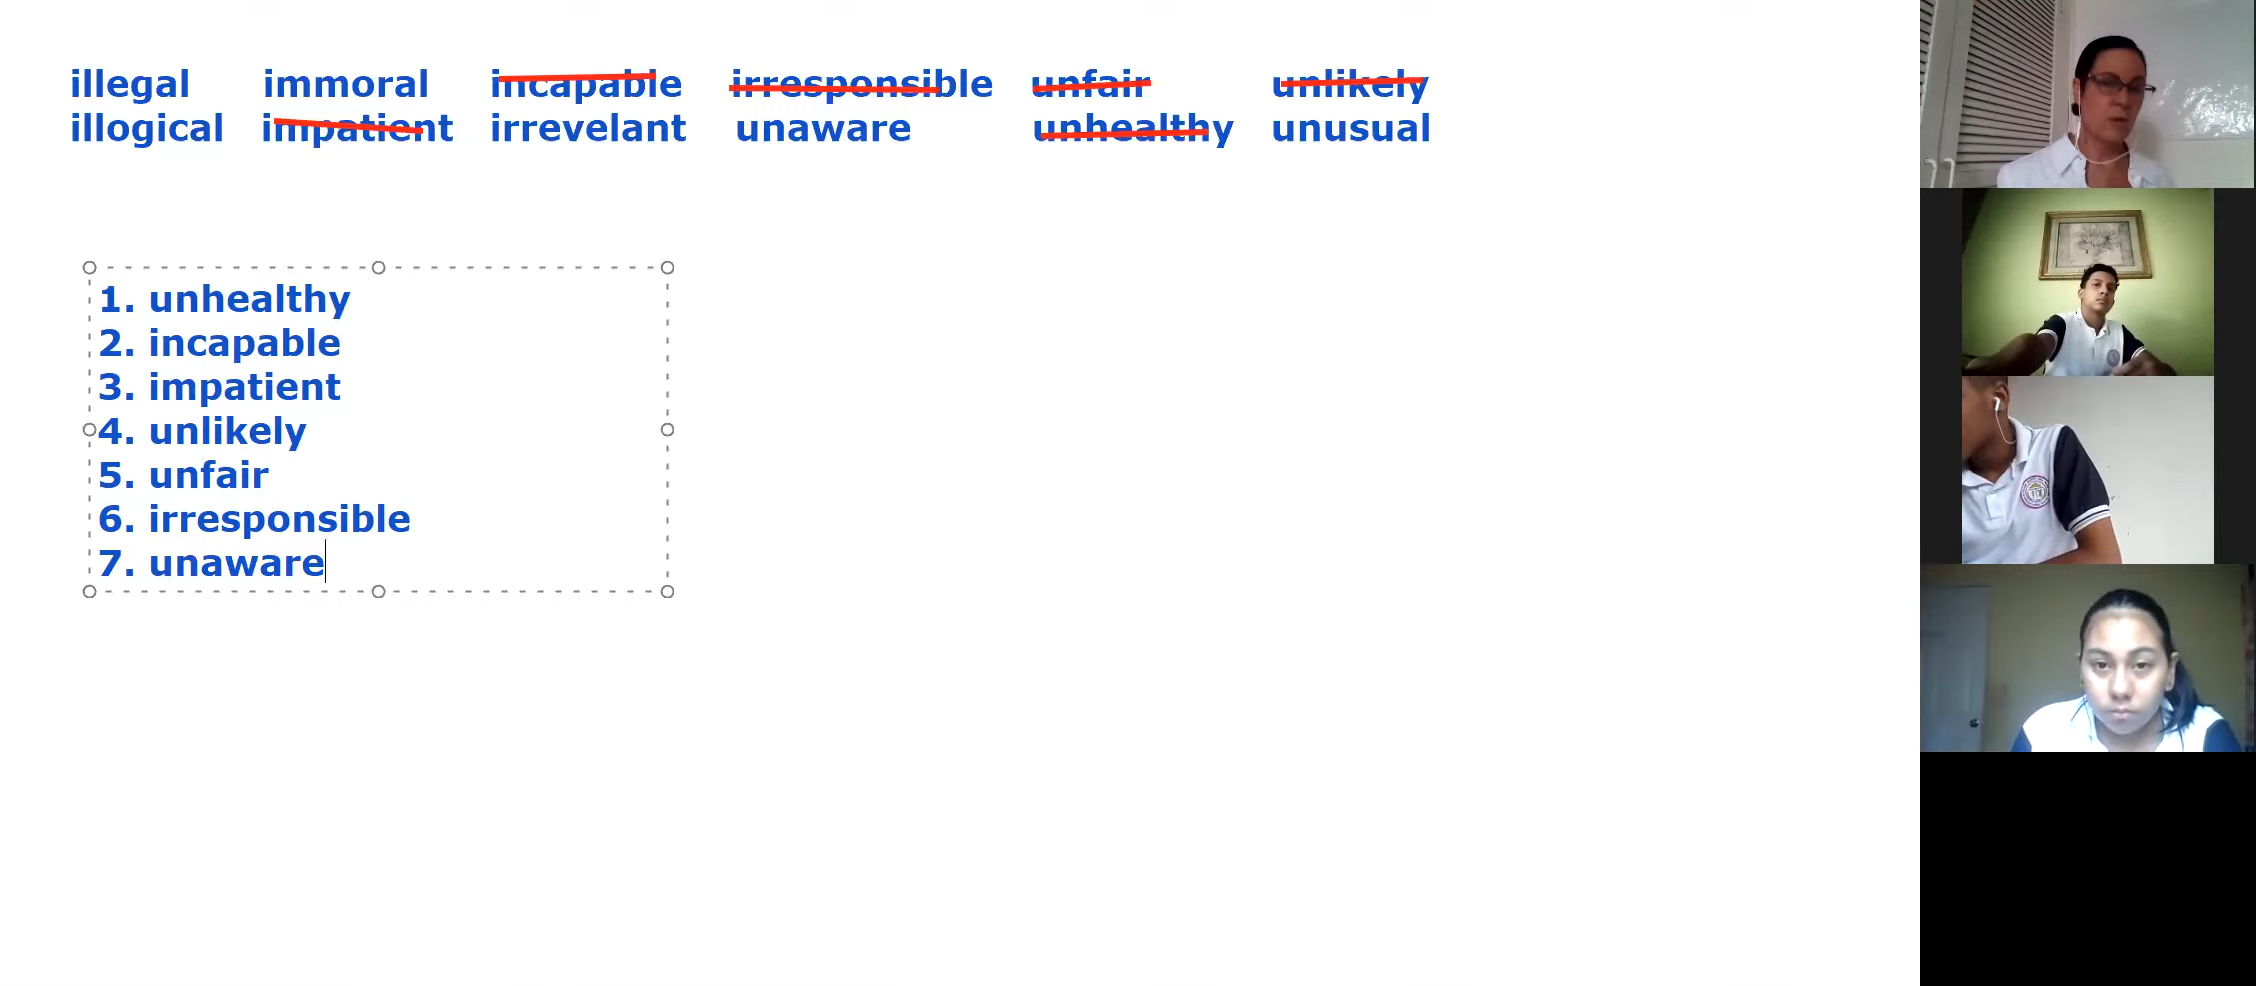 illegal immoral incapable irresponsible unfair unlikely
illogical impatient irrevelant unaware unhealthy unusual
1. unhealthy
2. incapable
3. impatient
4. unlikely
5. unfair
6. irresponsible
7. unaware